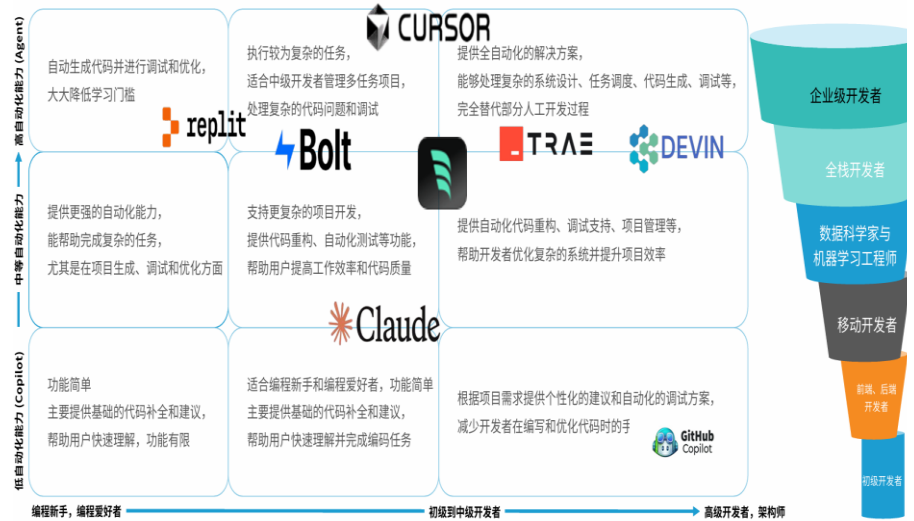 高自动化能力 (Agent)
中等自动化能力
低自动化能力 (Copilot)
自动生成代码并进行调试和优化，
大大降低学习门槛
replit
执行较为复杂的任务，
适合中级开发者管理多任务项目，
处理复杂的代码问题和调试
CURSOR
Bolt
提供全自动化的解决方案，
能够处理复杂的系统设计、任务调度、代码生成、调试等，
完全替代部分人工开发过程
TRAE
DEVIN
提供更强的自动化能力，
能帮助完成复杂的任务，
尤其是在项目生成、调试和优化方面
支持更复杂的项目开发，
提供代码重构、自动化测试等功能，
帮助用户提高工作效率和代码质量
提供自动化代码重构、调试支持、项目管理等，
帮助开发者优化复杂的系统并提升项目效率
Claude
功能简单
主要提供基础的代码补全和建议，
帮助用户快速理解，功能有限
适合编程新手和编程爱好者，功能简单
主要提供基础的代码补全和建议，
帮助用户快速理解并完成编码任务
根据项目需求提供个性化的建议和自动化的调试方案，
减少开发者在编写和优化代码时的手
GitHub
Copilot
编程新手，编程爱好者
初级到中级开发者
高级开发者，架构师
企业级开发者
全栈开发者
数据科学家与
机器学习工程师
移动开发者
前端、后端
开发者
初级开发者